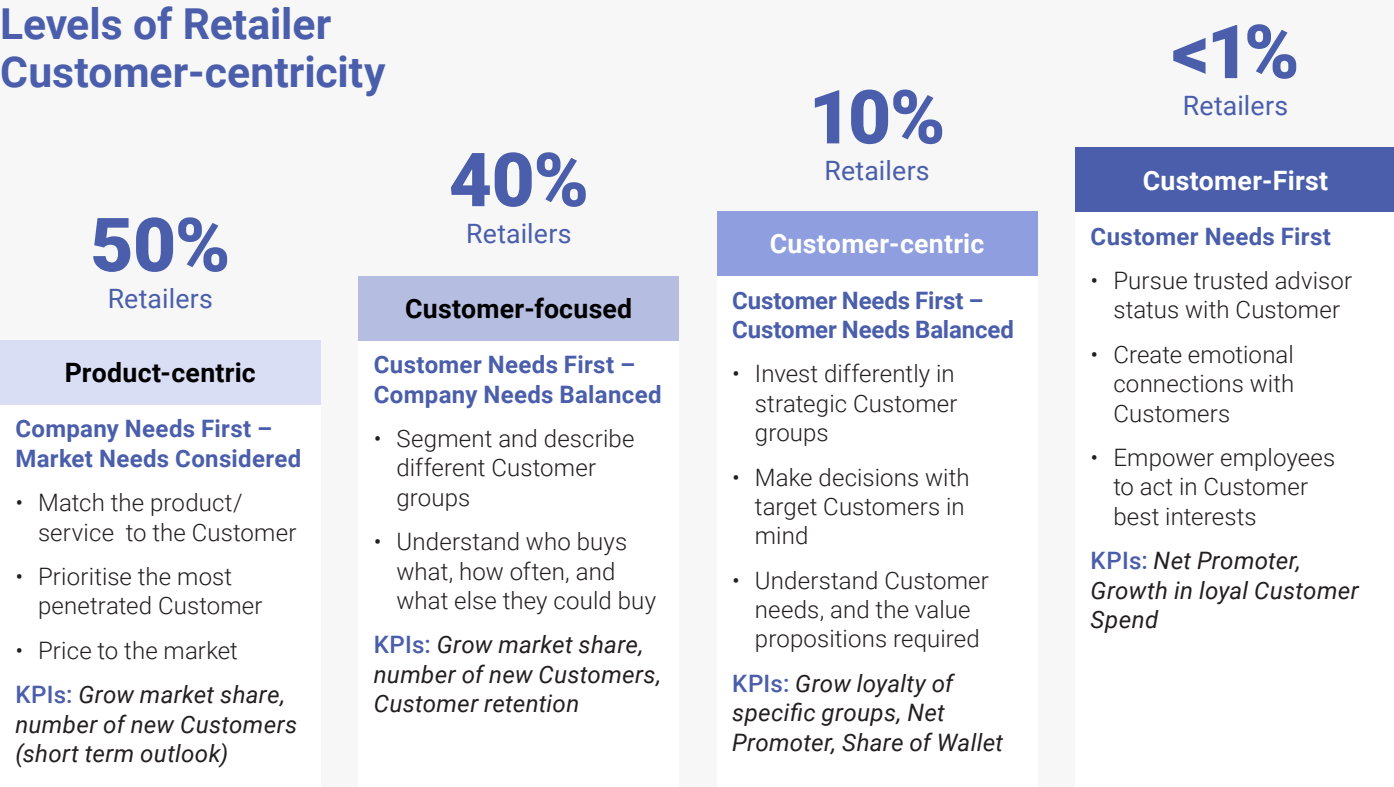 Levels of Retailer
Customer-centricity
50%
Retailers
Product-centric
Company Needs First –
Market Needs Considered
• Match the product/
service  to the Customer
• Prioritise the most
penetrated Customer
• Price to the market
KPIs: Grow market share,
number of new Customers
(short term outlook)
40%
Retailers
Customer-focused
Customer Needs First –
Company Needs Balanced
• Segment and describe
different Customer
groups
• Understand who buys
what, how often, and
what else they could buy
KPIs: Grow market share,
number of new Customers,
Customer retention
10%
Retailers
Customer-centric
Customer Needs First –
Customer Needs Balanced
• Invest differently in
strategic Customer
groups
• Make decisions with
target Customers in
mind
• Understand Customer
needs, and the value
propositions required
KPIs: Grow loyalty of
specific groups, Net
Promoter, Share of Wallet
<1%
Retailers
Customer-First
Customer Needs First
• Pursue trusted advisor
status with Customer
• Create emotional
connections with
Customers
• Empower employees
to act in Customer
best interests
KPIs: Net Promoter,
Growth in loyal Customer
Spend